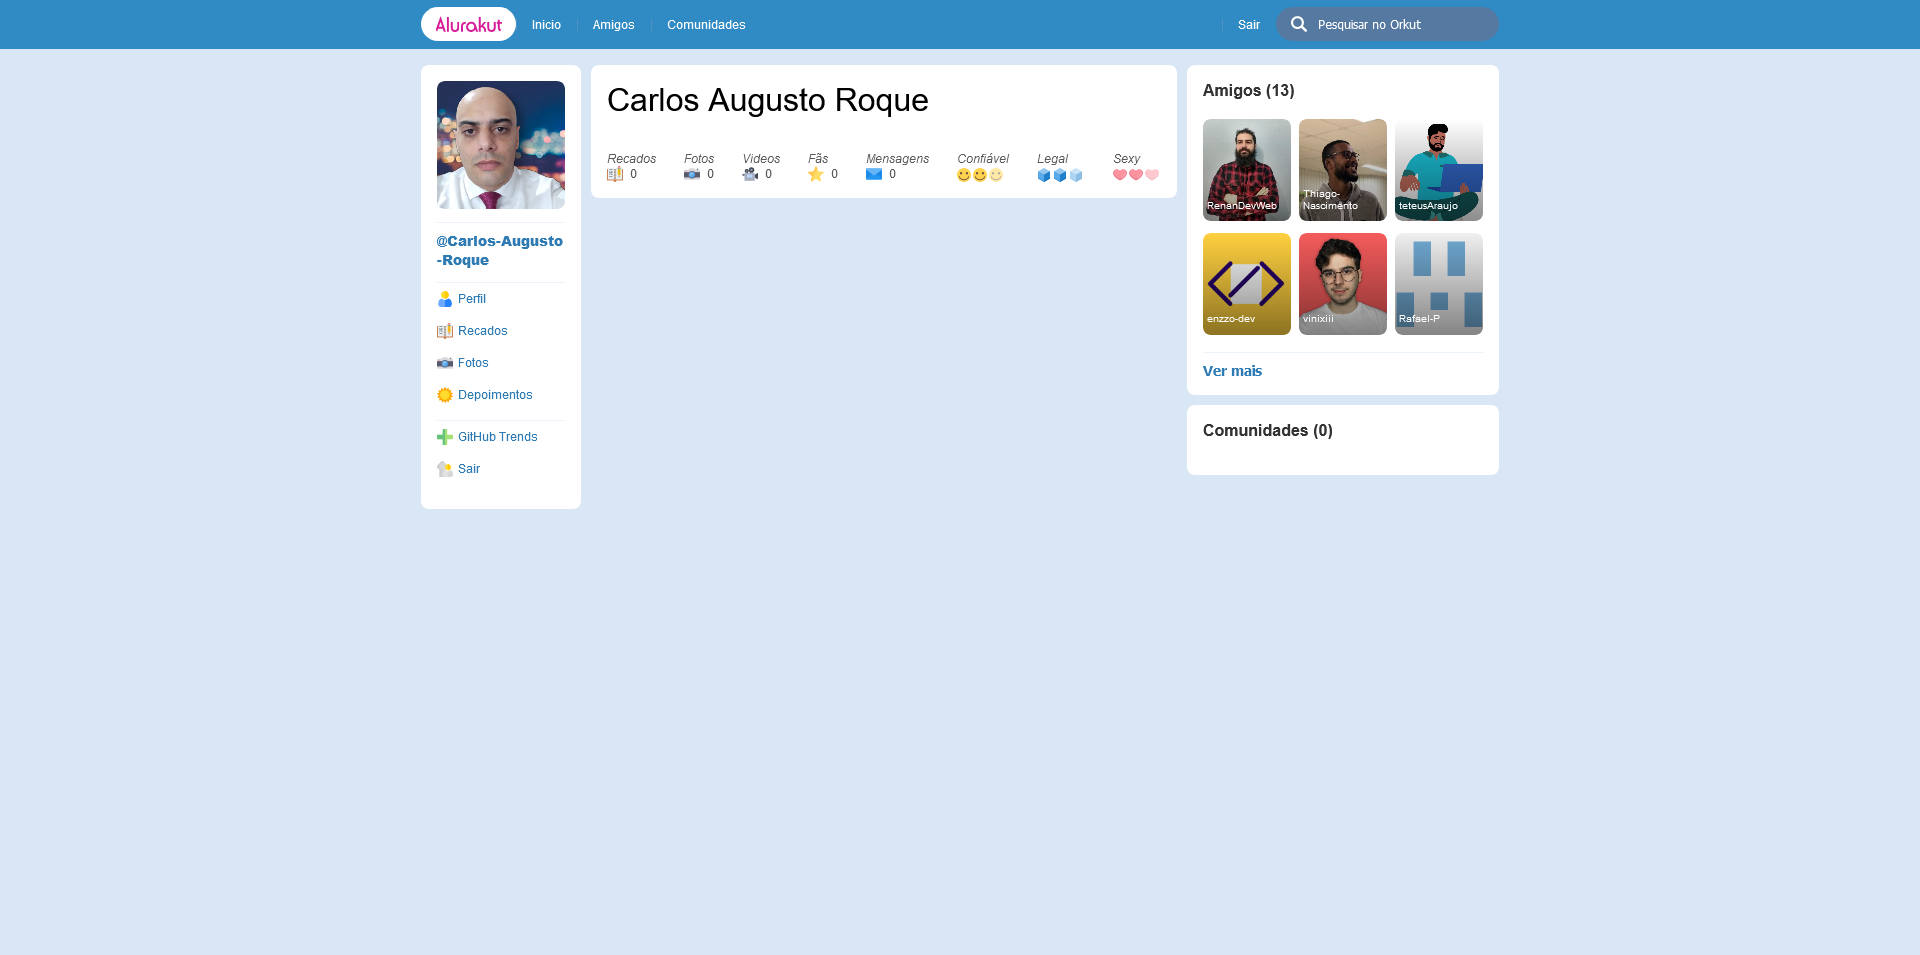 Alurakut
Inicio
Amigos
Comunidades
Sair
Pesquisar no Orkut
@Carlos-Augusto
-Roque
Perfil
Recados
Fotos
Depoimentos
GitHub Trends
Sair
Carlos Augusto Roque
Recados Fotos Videos Fãs Mensagens Confiável Legal Sexy
0 0 0 0 0
Amigos (13)
RenanDevWeb
Thiago-
Nascimento
teteusAraujo
enzzo-dev
vinixiii
Rafael-P
Ver mais
Comunidades (0)